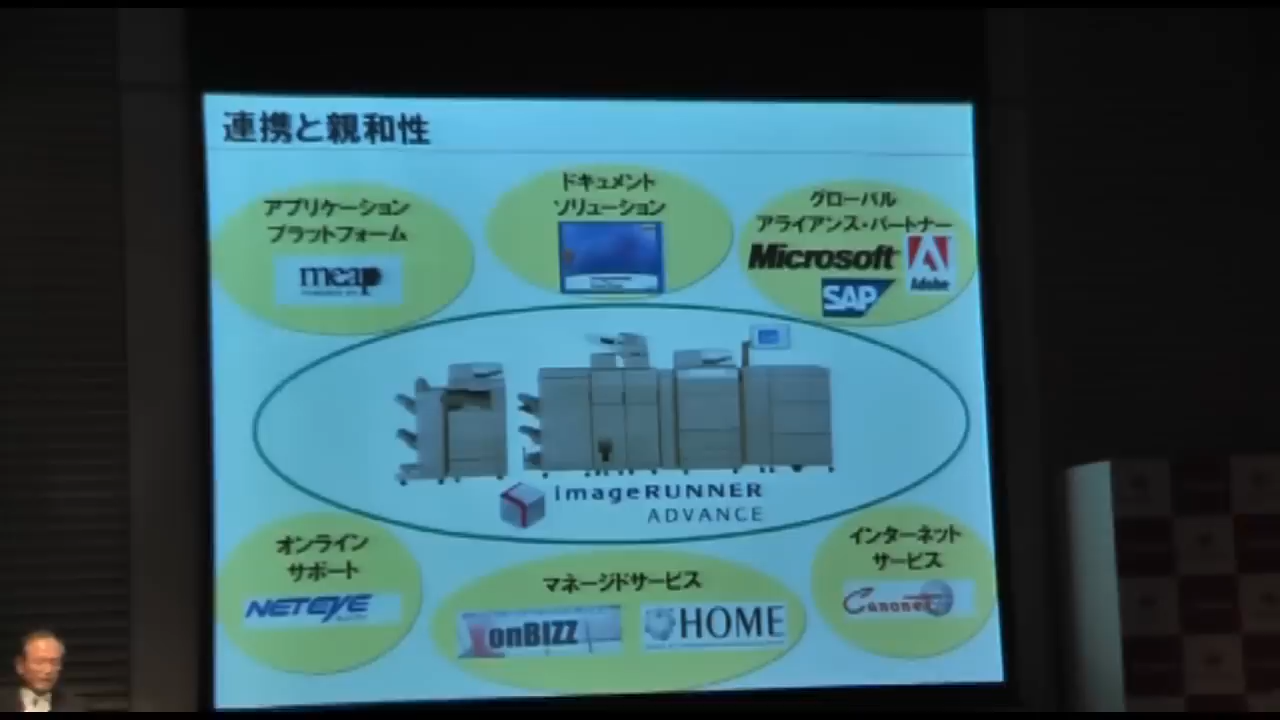 連携と親和性
アプリケーション
プラットフォーム
meap
ドキュメント
ソリューション
グローバル
アライアンス・パートナー
Microsoft
Adobe
SAP
imageRUNNER
ADVANCE
オンライン
サポート
NETEYE
マネージドサービス
onBIZZ
HOME
インターネット
サービス
Canonet